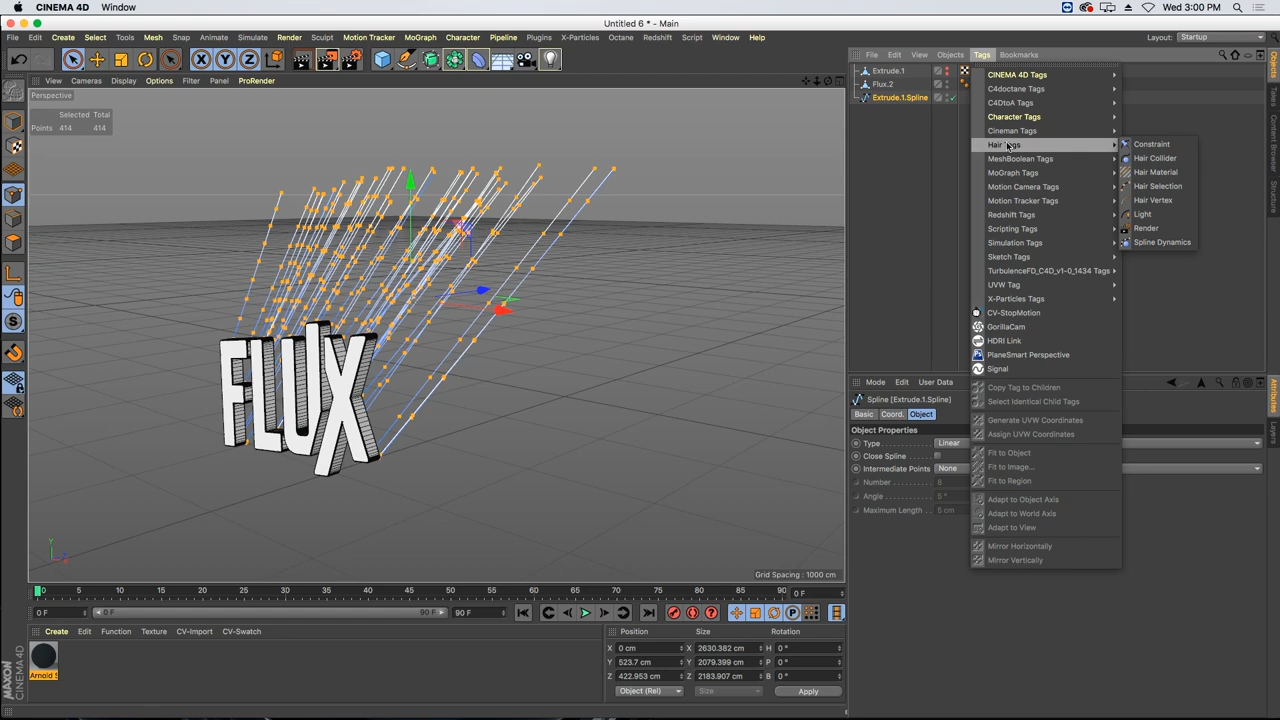 CINEMA 4D Window
Wed 3:00 PM
Untitled 6 * - Main
File Edit Create Select Tools Mesh Snap Animate Simulate Render Sculpt Motion Tracker MoGraph Character Pipeline Plugins X-Particles Octane Redshift Script Window Help
Layout: Startup
View Cameras Display Options Filter Panel ProRender
File Edit View Objects Tags Bookmarks
Perspective
Selected Total
Points 414 414
FLUX
Grid Spacing : 1000 cm
Extrude.1
Flux.2
Extrude.1.Spline
CINEMA 4D Tags
C4doctane Tags
C4DtoA Tags
Character Tags
Cineman Tags
Hair Tags
MeshBoolean Tags
MoGraph Tags
Motion Camera Tags
Motion Tracker Tags
Redshift Tags
Scripting Tags
Simulation Tags
Sketch Tags
TurbulenceFD_C4D_v1-0_1434 Tags
UVW Tag
X-Particles Tags
CV-StopMotion
GorillaCam
HDRI Link
PlaneSmart Perspective
Signal
Copy Tag to Children
Select Identical Child Tags
Generate UVW Coordinates
Assign UVW Coordinates
Fit to Object
Fit to Image...
Fit to Region
Adapt to Object Axis
Adapt to World Axis
Adapt to View
Mirror Horizontally
Mirror Vertically
Constraint
Hair Collider
Hair Material
Hair Selection
Hair Vertex
Light
Render
Spline Dynamics
Objects
Takes
Content Browser
Structure
Attributes
Layers
Mode Edit User Data
Spline [Extrude.1.Spline]
Basic Coord. Object
Object Properties
Type Linear
Close Spline
Intermediate Points None
Number 8
Angle 5 °
Maximum Length 5 cm
0 5 10 15 20 25 30 35 40 45 50 55 60 65 70 75 80 85 90 0 F
0 F 0 F 90 F 90 F
Create Edit Function Texture CV-Import CV-Swatch
Arnold S
Position Size Rotation
X 0 cm X 2630.382 cm H 0 °
Y 523.7 cm Y 2079.399 cm P 0 °
Z 422.953 cm Z 2183.907 cm B 0 °
Object (Rel) Size Apply
MAXON
CINEMA 4D